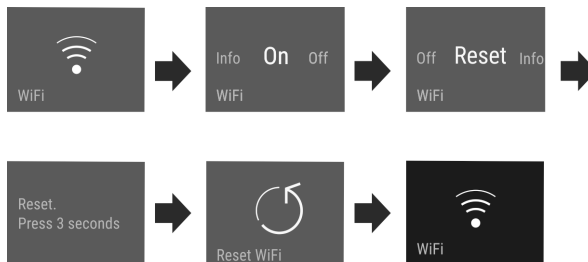 WiFi
Info On Off
WiFi
Off Reset Info
WiFi
Reset.
Press 3 seconds
Reset WiFi
WiFi